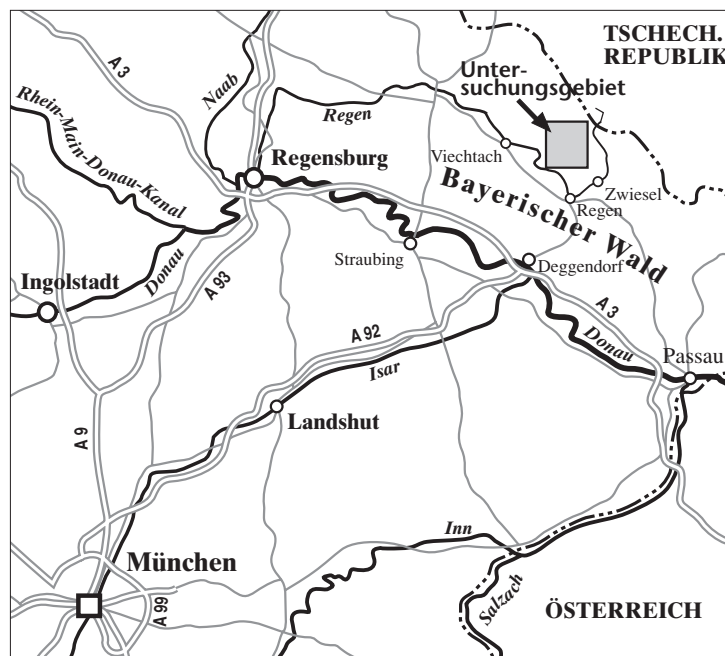 TSCHECH.
REPUBLIK
A 3
Naab
Unter-
suchungsgebiet
Rhein-Main-Donau-Kanal
Regen
Viechtach
Regensburg
Zwiesel
Regen
Bayerischer Wald
Straubing
Deggendorf
Donau
Ingolstadt
A 93
A 3
A 92
Donau
Isar
Passau
Landshut
A 9
Inn
München
Salzach
A 99
ÖSTERREICH